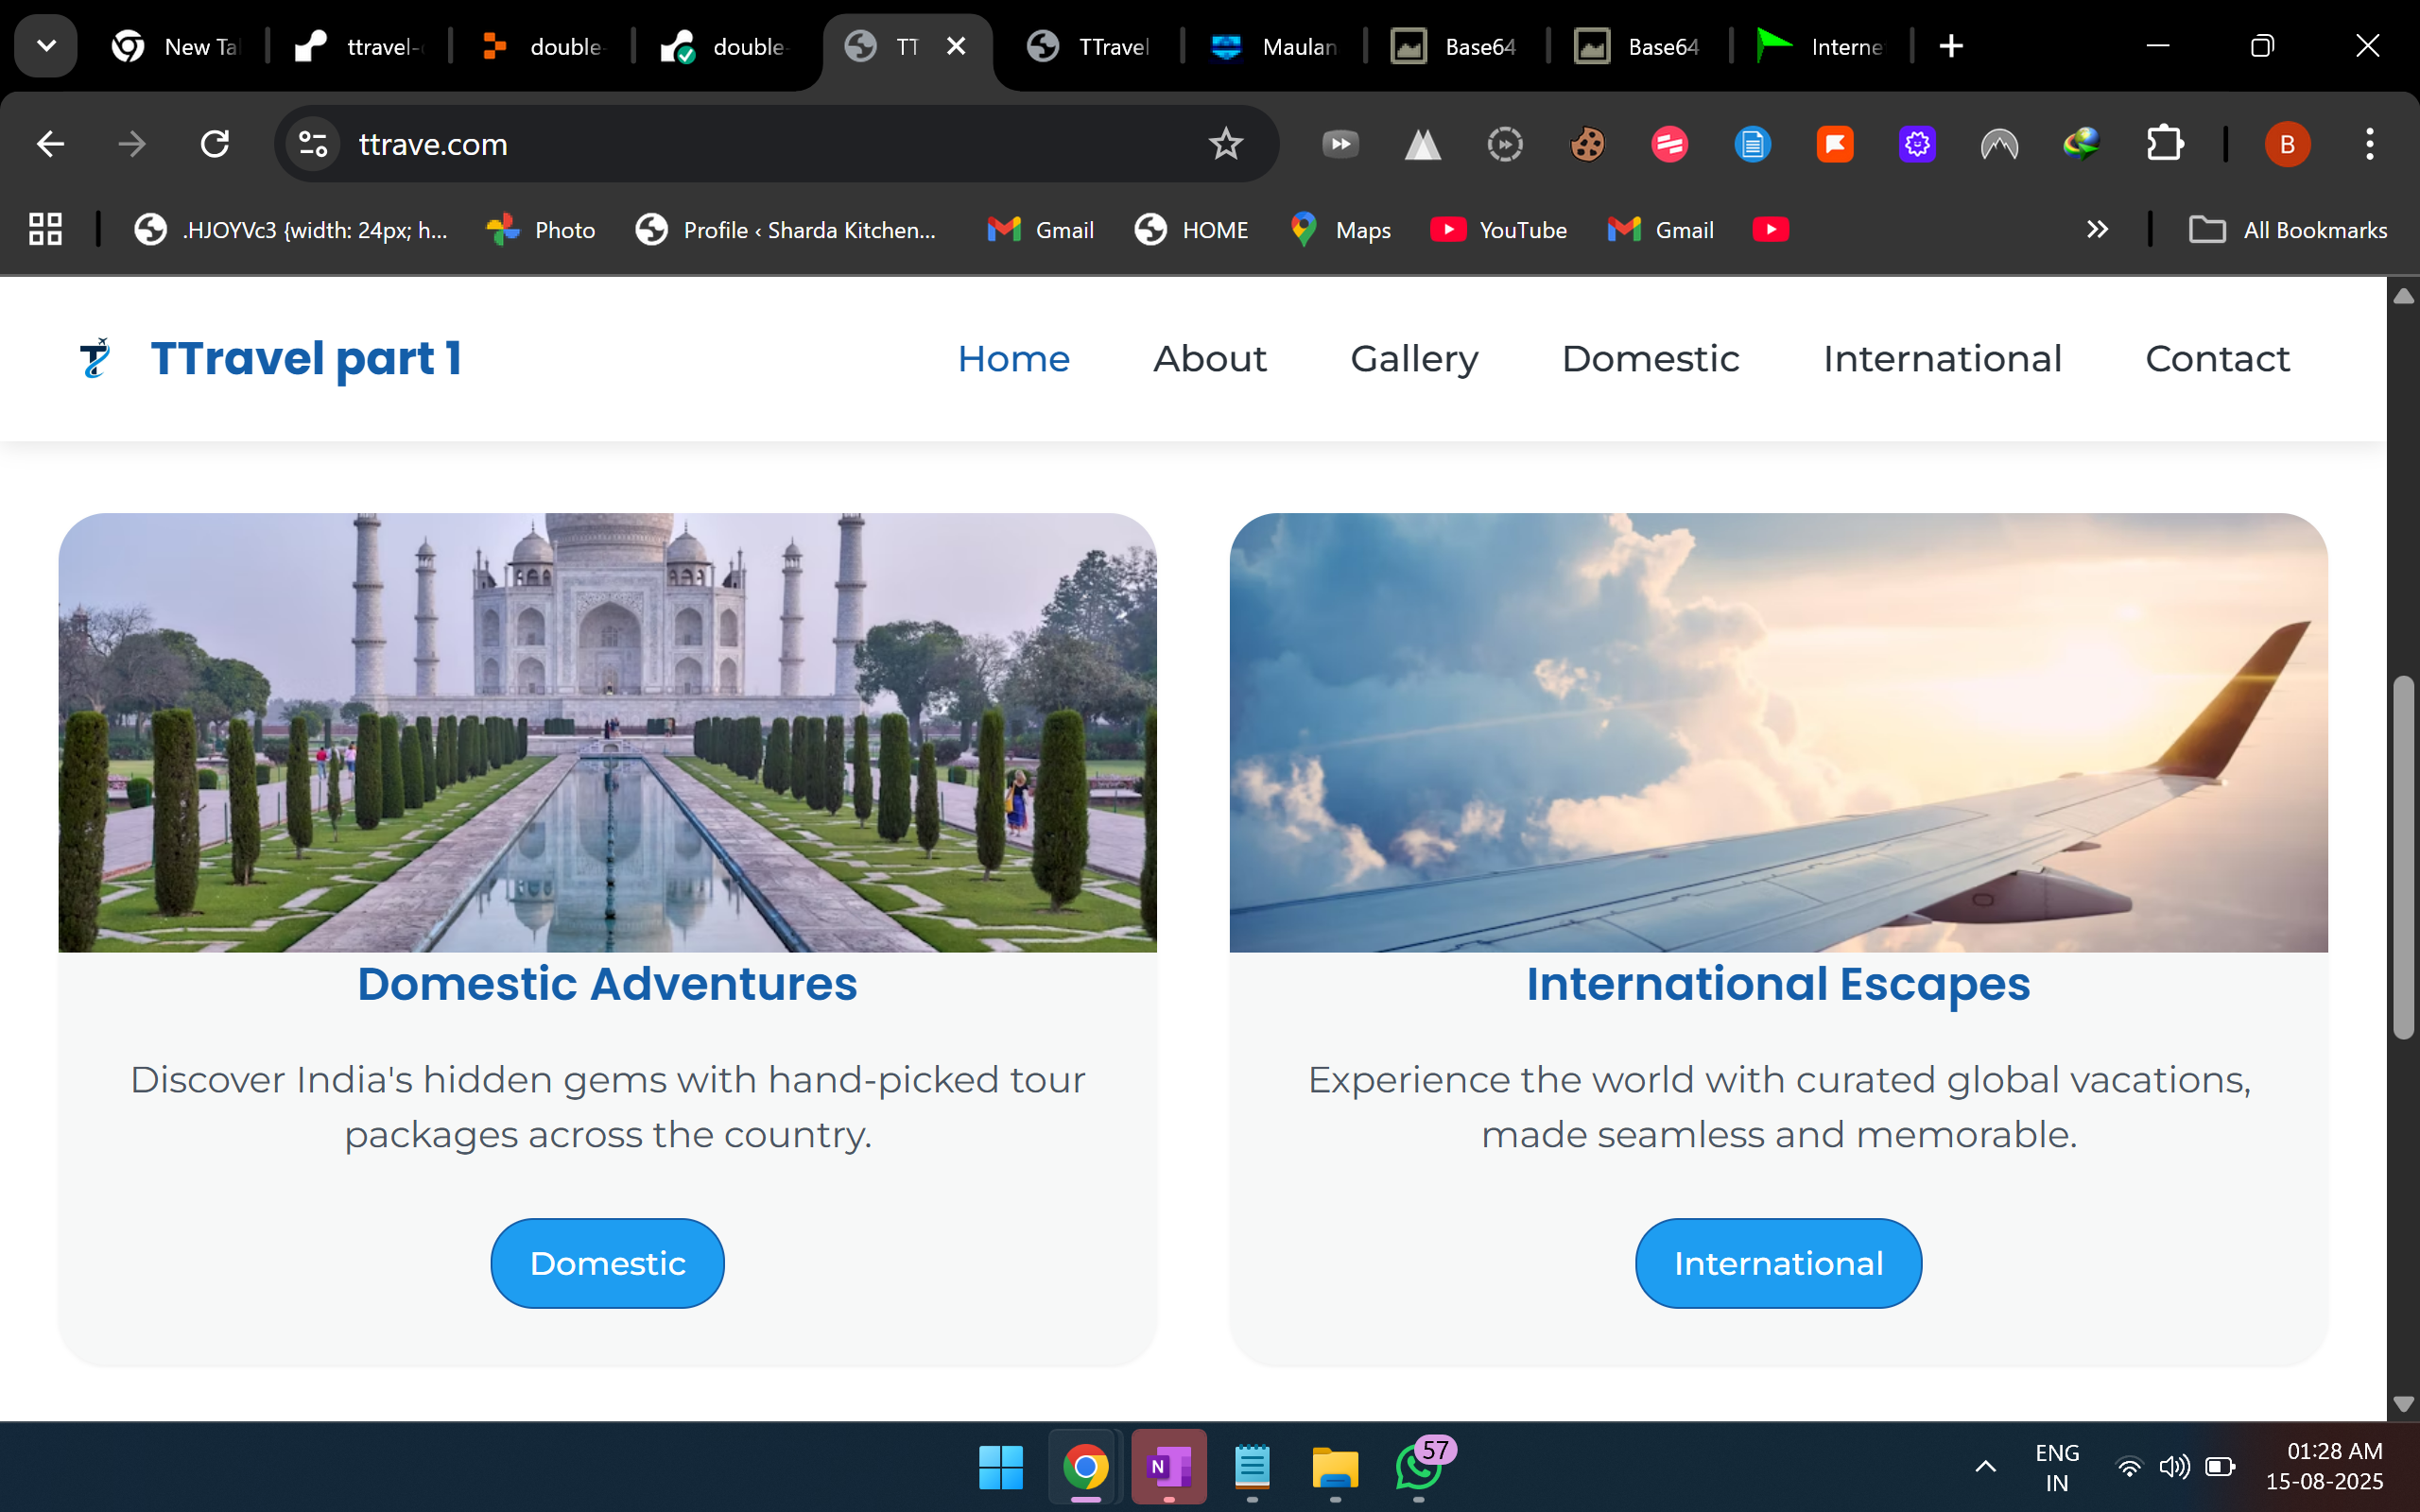 New Ta
ttravel-
double-
double-
TT
TTravel
Maulan
Base64
Base64
Interne
ttrave.com
B
.HJOYVc3 {width: 24px; h...
Photo
Profile ‹ Sharda Kitchen...
Gmail
HOME
Maps
YouTube
Gmail
All Bookmarks
TTravel part 1
Home
About
Gallery
Domestic
International
Contact
Domestic Adventures
Discover India's hidden gems with hand-picked tour
packages across the country.
Domestic
International Escapes
Experience the world with curated global vacations,
made seamless and memorable.
International
N
57
ENG
IN
01:28 AM
15-08-2025